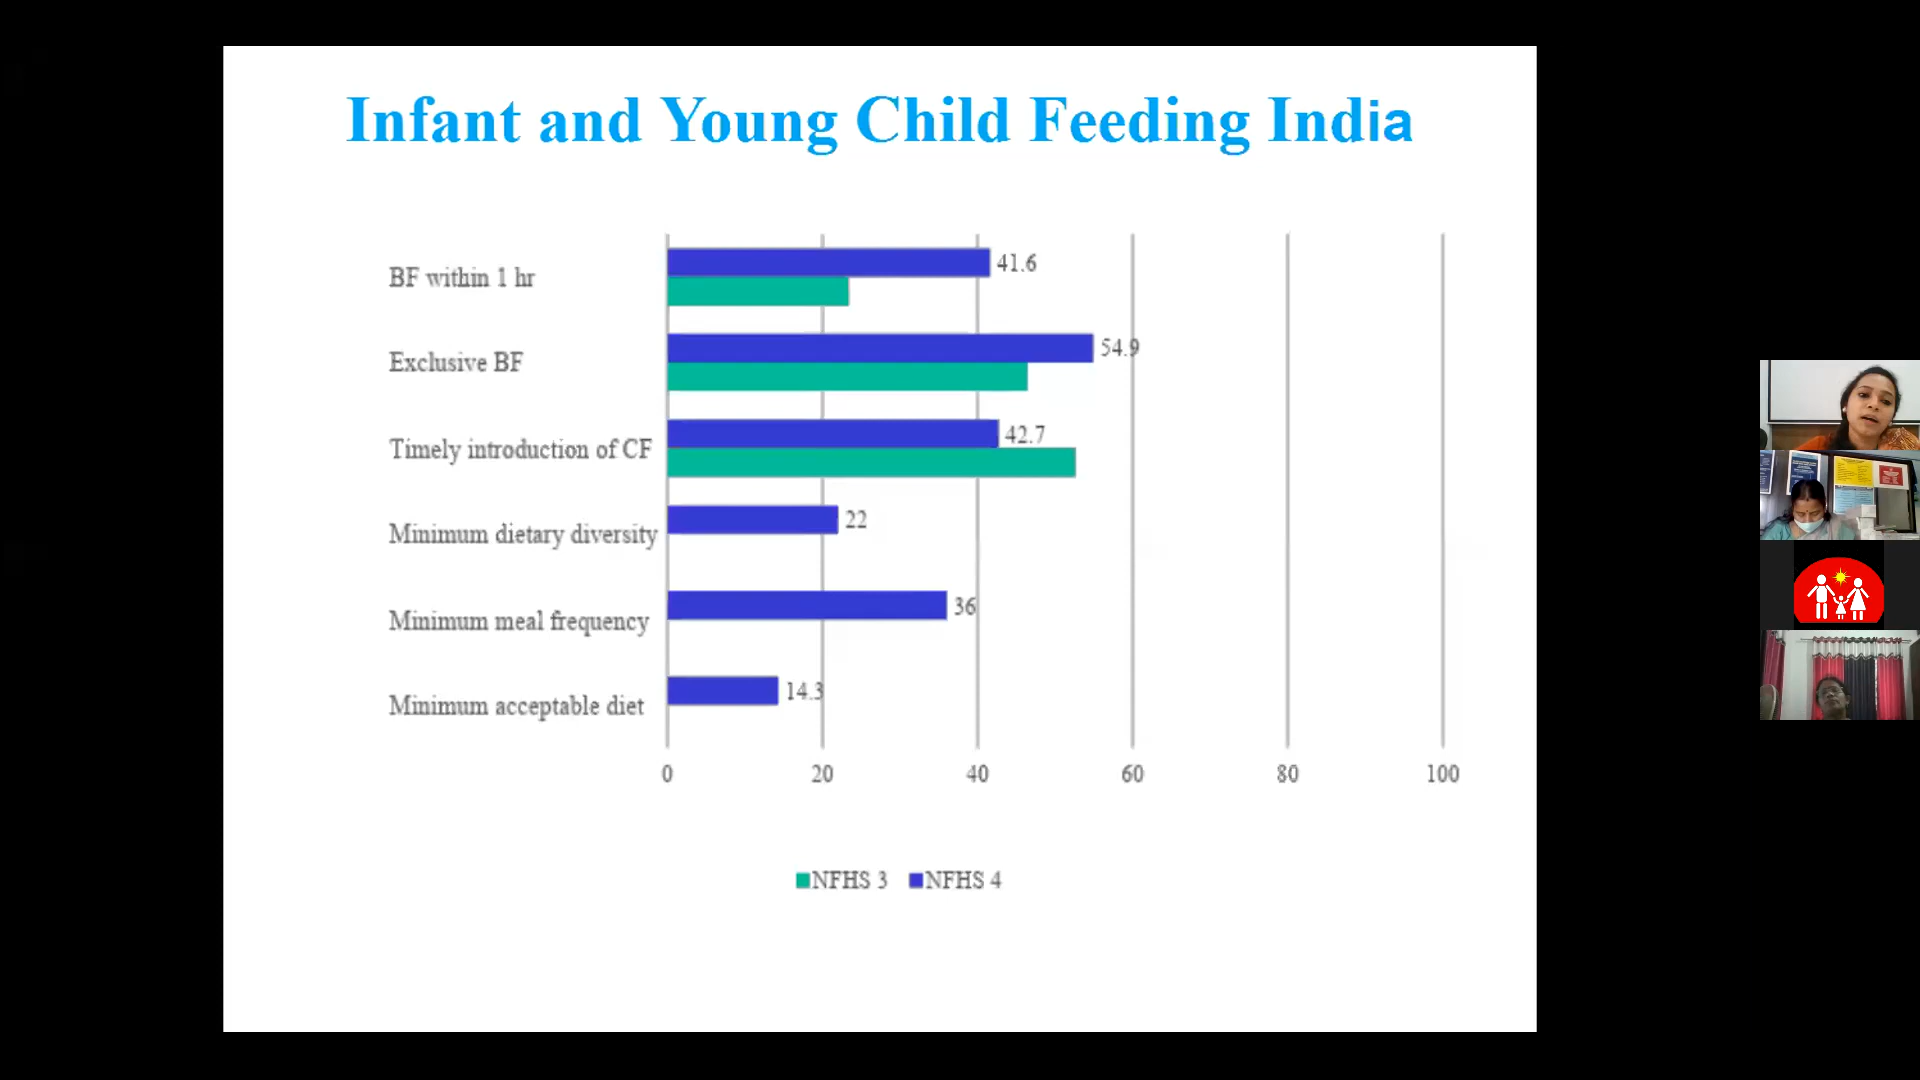 Infant and Young Child Feeding India
BF within 1 hr
41.6
Exclusive BF
54.9
Timely introduction of CF
42.7
Minimum dietary diversity
22
Minimum meal frequency
36
Minimum acceptable diet
14.3
0 20 40 60 80 100
NFHS 3 NFHS 4